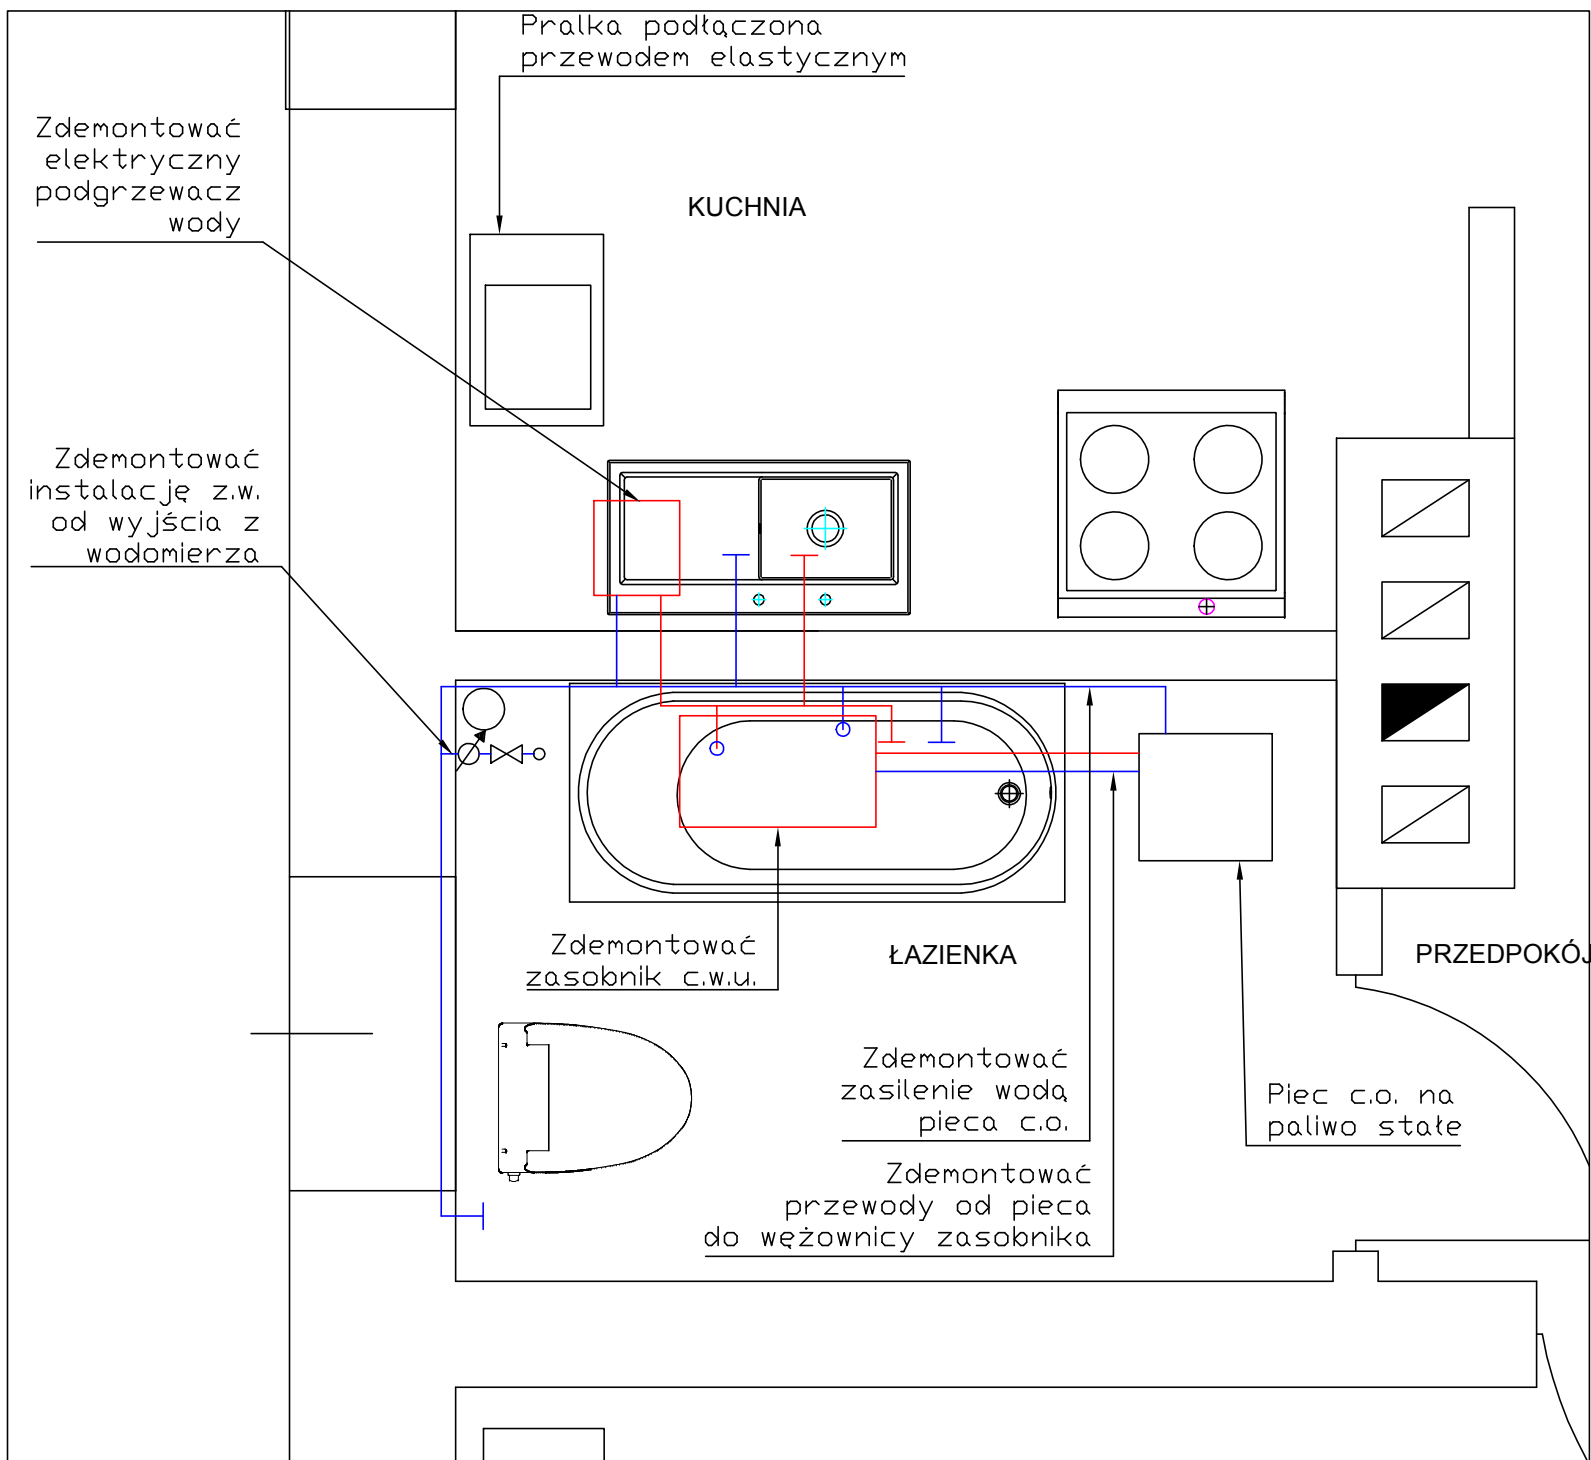 Pralka podłączona
przewodem elastycznym
Zdemontować
elektryczny
podgrzewacz
wody
KUCHNIA
Zdemontować
instalację z.w.
od wyjścia z
wodomierza
Zdemontować
zasobnik c.w.u.
ŁAZIENKA
PRZEDPOKÓJ
Zdemontować
zasilenie wodą
pieca c.o.
Piec c.o. na
paliwo stałe
Zdemontować
przewody od pieca
do wężownicy zasobnika